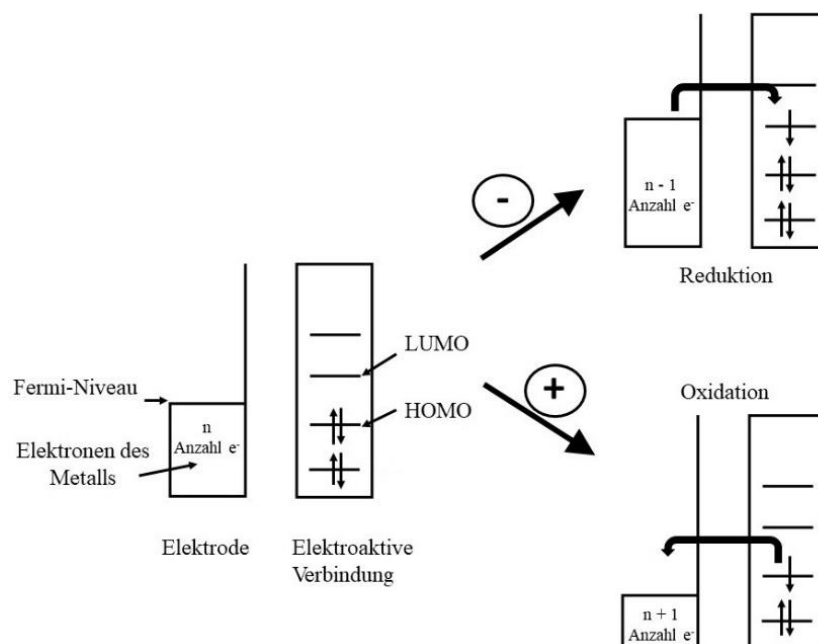 -
n - 1
Anzahl e-
Reduktion
LUMO
Fermi-Niveau
+
Oxidation
HOMO
n
Anzahl e-
Elektronen des
Metalls
Elektrode
Elektroaktive
Verbindung
n + 1
Anzahl e-